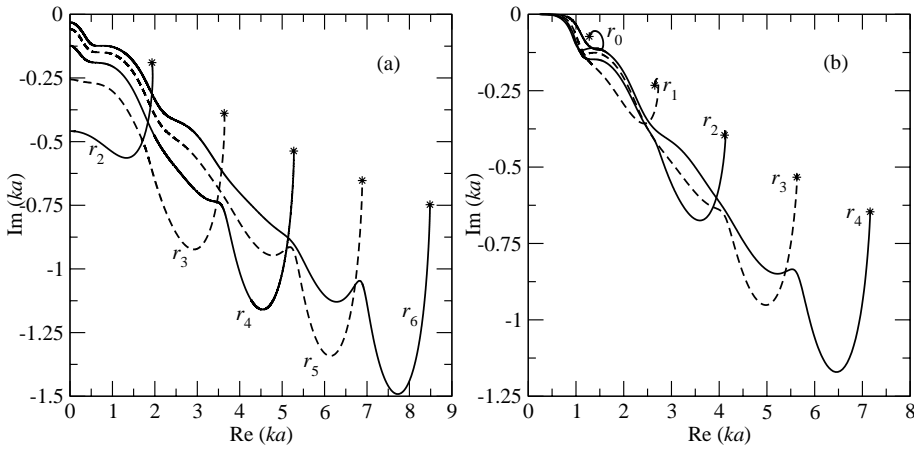 (a)
0
-0.25
-0.5
-0.75
-1
-1.25
-1.5
Im (ka)
r2
r3
r4
r5
r6
0 1 2 3 4 5 6 7 8 9
Re (ka)
(b)
0
-0.25
-0.5
-0.75
-1
-1.25
Im (ka)
r0
r1
r2
r3
r4
0 1 2 3 4 5 6 7 8
Re (ka)